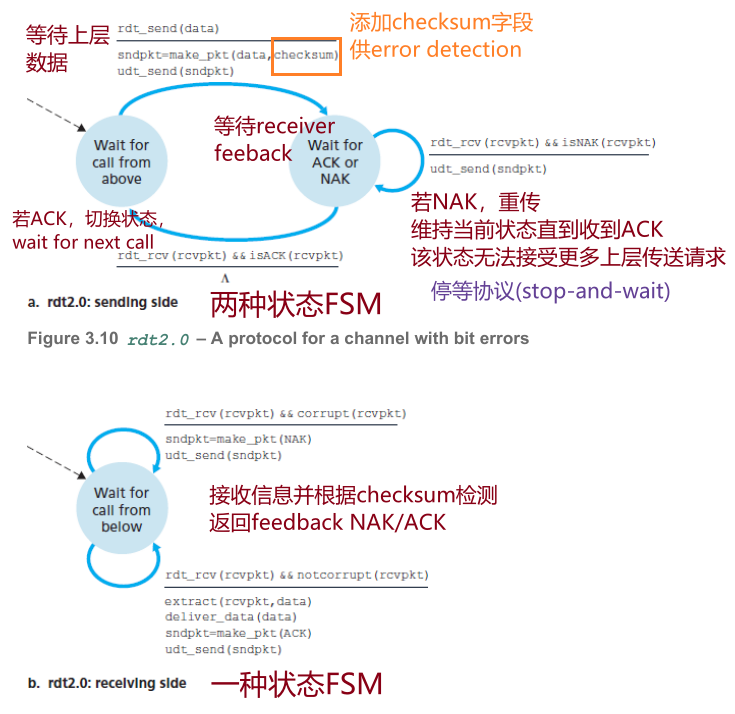 等待上层
数据
rdt_send(data)
sndpkt=make_pkt(data,checksum)
udt_send(sndpkt)
添加checksum字段
供error detection
Wait for
call from
above
等待receiver
feeback
Wait for
ACK or
NAK
rdt_rcv(rcvpkt) && isNAK(rcvpkt)
udt_send(sndpkt)
若NAK，重传
维持当前状态直到收到ACK
该状态无法接受更多上层传送请求
停等协议(stop-and-wait)
若ACK，切换状态,
wait for next call
rdt_rcv(rcvpkt) && isACK(rcvpkt)
Λ
a. rdt2.0: sending side
两种状态FSM
Figure 3.10 rdt2.0 – A protocol for a channel with bit errors
rdt_rcv(rcvpkt) && corrupt(rcvpkt)
sndpkt=make_pkt(NAK)
udt_send(sndpkt)
Wait for
call from
below
接收信息并根据checksum检测
返回feedback NAK/ACK
rdt_rcv(rcvpkt) && notcorrupt(rcvpkt)
extract(rcvpkt,data)
deliver_data(data)
sndpkt=make_pkt(ACK)
udt_send(sndpkt)
b. rdt2.0: receiving side
一种状态FSM